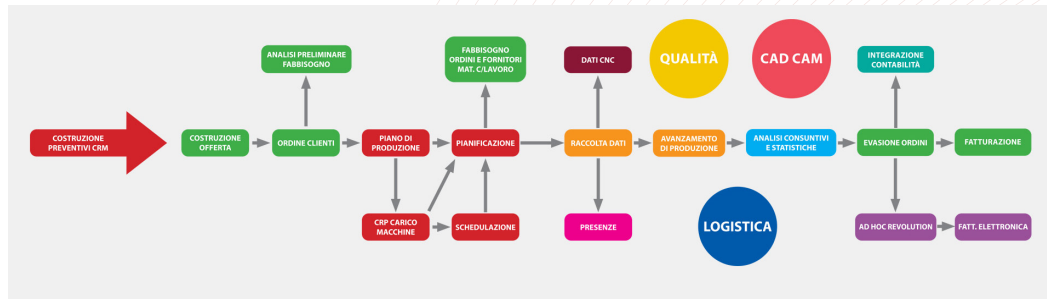 ANALISI PRELIMINARE
FABBISOGNO
FABBISOGNO
ORDINI E FORNITORI
MAT. C/LAVORO
DATI CNC
QUALITÀ
CAD CAM
INTEGRAZIONE
CONTABILITÀ
COSTRUZIONE
PREVENTIVI CRM
COSTRUZIONE
OFFERTA
ORDINE CLIENTI
PIANO DI
PRODUZIONE
PIANIFICAZIONE
RACCOLTA DATI
AVANZAMENTO
DI PRODUZIONE
ANALISI CONSUNTIVI
E STATISTICHE
EVASIONE ORDINI
FATTURAZIONE
CRP CARICO
MACCHINE
SCHEDULAZIONE
PRESENZE
LOGISTICA
AD HOC REVOLUTION
FATT. ELETTRONICA